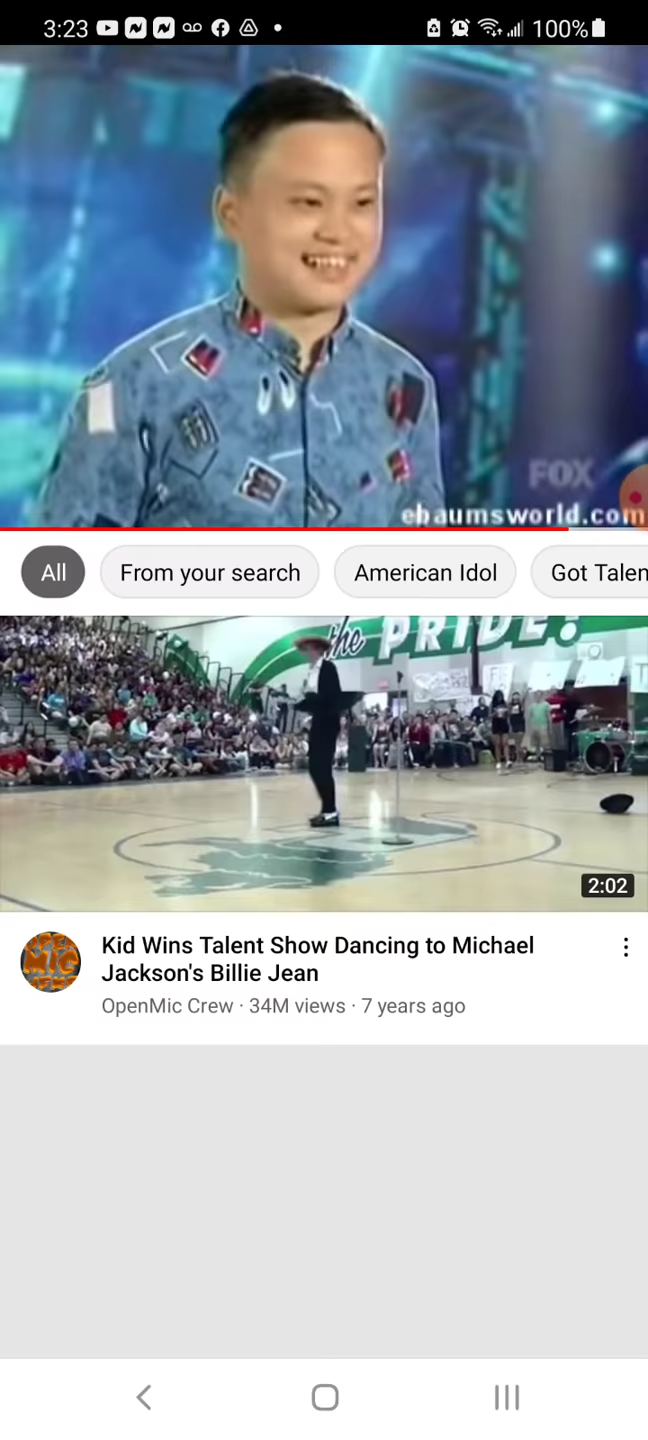 3:23
100%
FOX
ebaumsworld.com
All
From your search
American Idol
Got Talen
the PRIDE!
2:02
Kid Wins Talent Show Dancing to Michael
Jackson's Billie Jean
OpenMic Crew · 34M views · 7 years ago